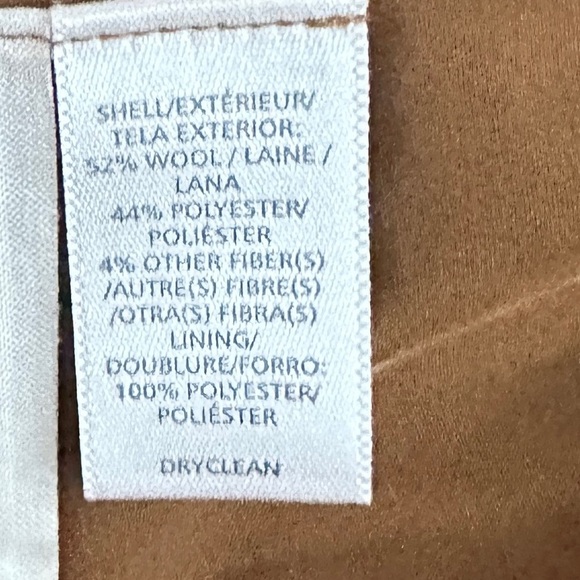 SHELL/EXTÉRIEUR/
TELA EXTERIOR:
52% WOOL / LAINE /
LANA
44% POLYESTER/
POLIÉSTER
4% OTHER FIBER(S)
/AUTRE(S) FIBRE(S)
/OTRA(S) FIBRA(S)
LINING/
DOUBLURE/FORRO:
100% POLYESTER/
POLIÉSTER
DRYCLEAN